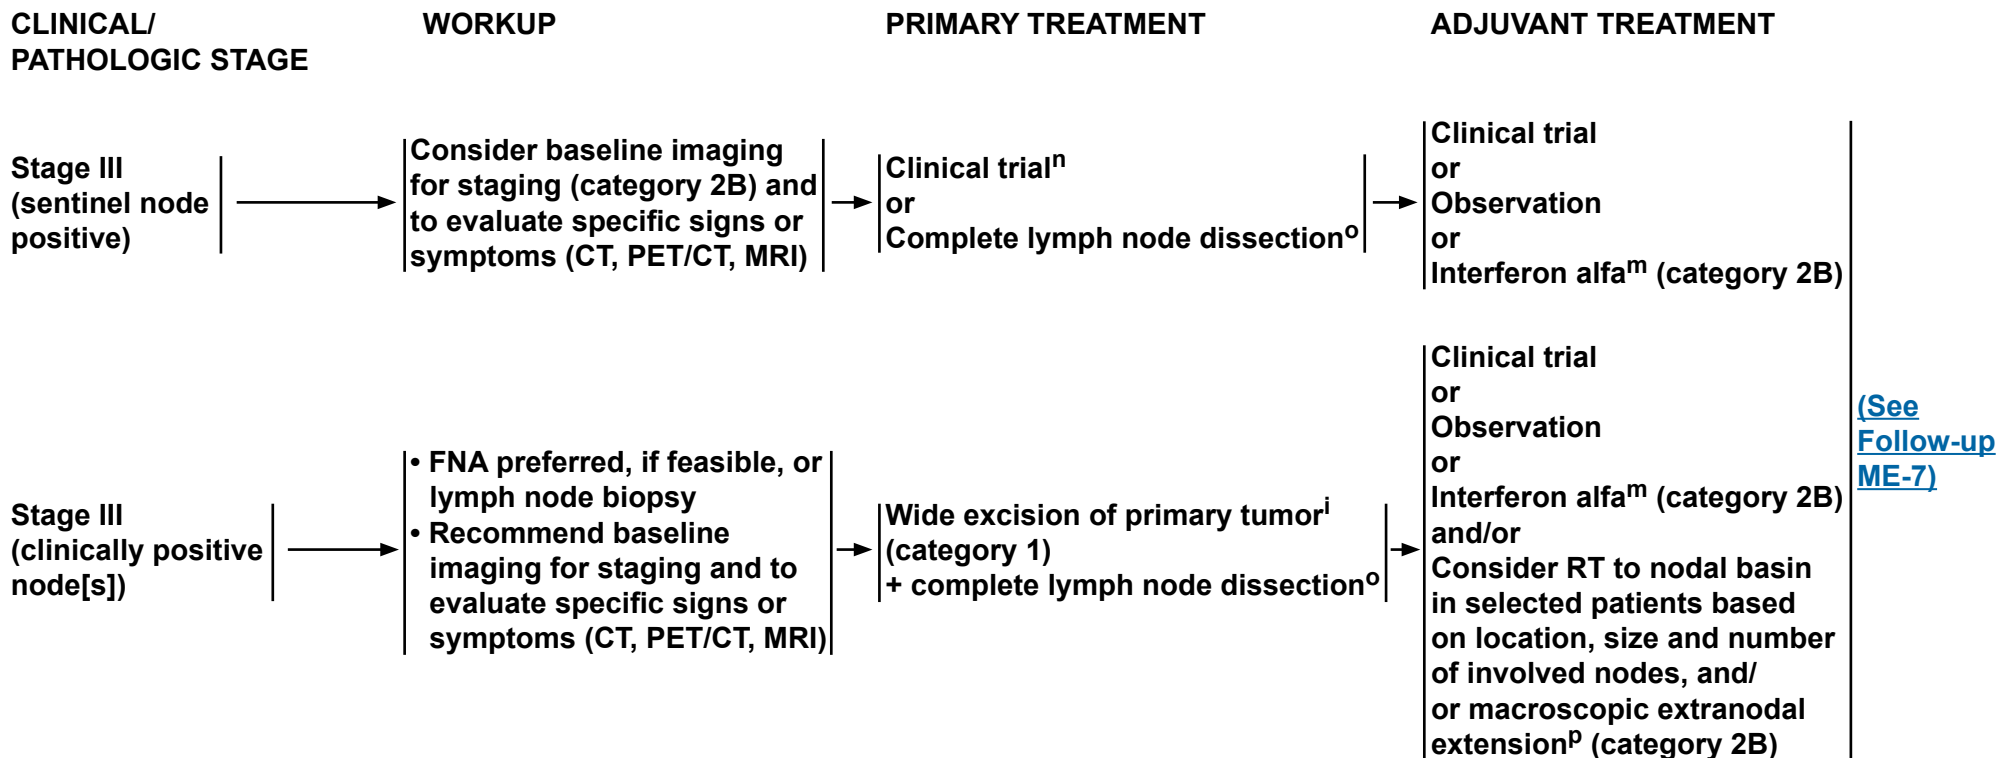 CLINICAL/
PATHOLOGIC STAGE
WORKUP
PRIMARY TREATMENT
ADJUVANT TREATMENT
Stage III
(sentinel node
positive)
Consider baseline imaging
for staging (category 2B) and
to evaluate specific signs or
symptoms (CT, PET/CT, MRI)
Clinical trialⁿ
or
Complete lymph node dissectionᵒ
Clinical trial
or
Observation
or
Interferon alfaᵐ (category 2B)
Stage III
(clinically positive
node[s])
• FNA preferred, if feasible, or
lymph node biopsy
• Recommend baseline
imaging for staging and to
evaluate specific signs or
symptoms (CT, PET/CT, MRI)
Wide excision of primary tumorⁱ
(category 1)
+ complete lymph node dissectionᵒ
Clinical trial
or
Observation
or
Interferon alfaᵐ (category 2B)
and/or
Consider RT to nodal basin
in selected patients based
on location, size and number
of involved nodes, and/
or macroscopic extranodal
extensionᵖ (category 2B)
(See
Follow-up
ME-7)